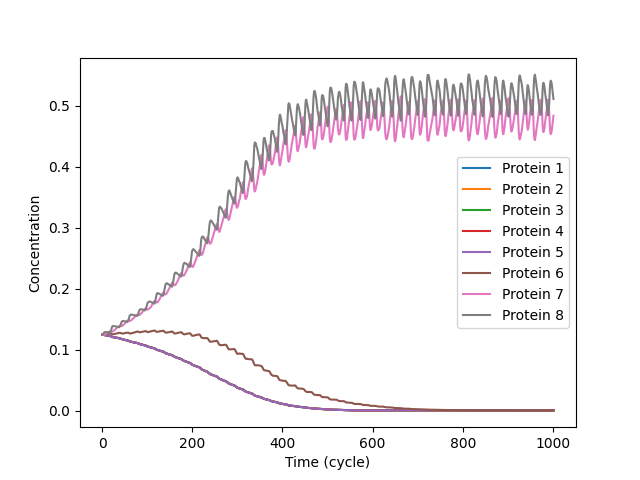 0.5
0.4
0.3
0.2
0.1
0.0
Concentration
0 200 400 600 800 1000
Time (cycle)
Protein 1
Protein 2
Protein 3
Protein 4
Protein 5
Protein 6
Protein 7
Protein 8